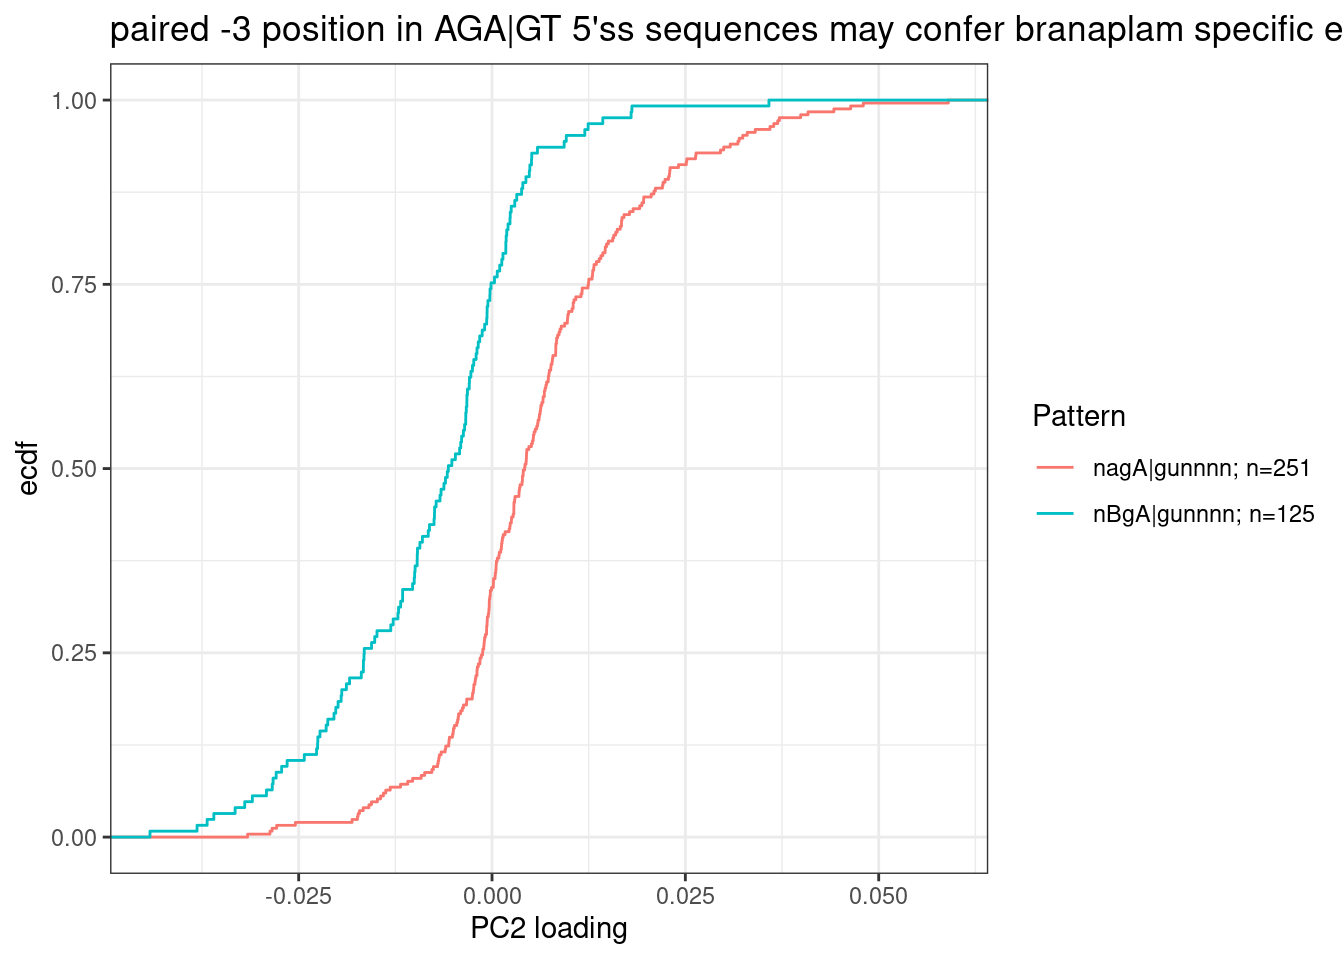 paired -3 position in AGA|GT 5'ss sequences may confer branaplam specific e
1.00
0.75
0.50
0.25
0.00
ecdf
-0.025
0.000
0.025
0.050
PC2 loading
Pattern
nagA|gunnnn; n=251
nBgA|gunnnn; n=125